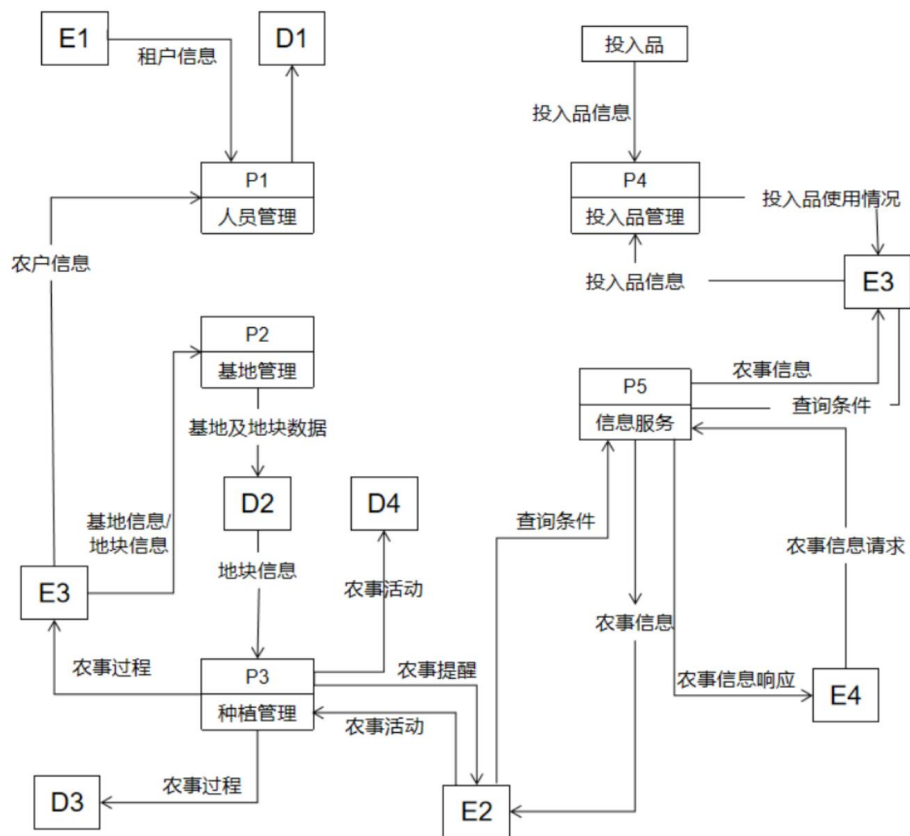 E1
D1
租户信息
投入品
投入品信息
P1
人员管理
P4
投入品管理
投入品使用情况
农户信息
投入品信息
E3
P2
基地管理
农事信息
P5
信息服务
查询条件
基地及地块数据
D2
D4
基地信息/
地块信息
查询条件
农事信息请求
地块信息
E3
农事活动
农事信息
农事过程
P3
种植管理
农事提醒
农事信息响应
E4
农事活动
农事过程
D3
E2